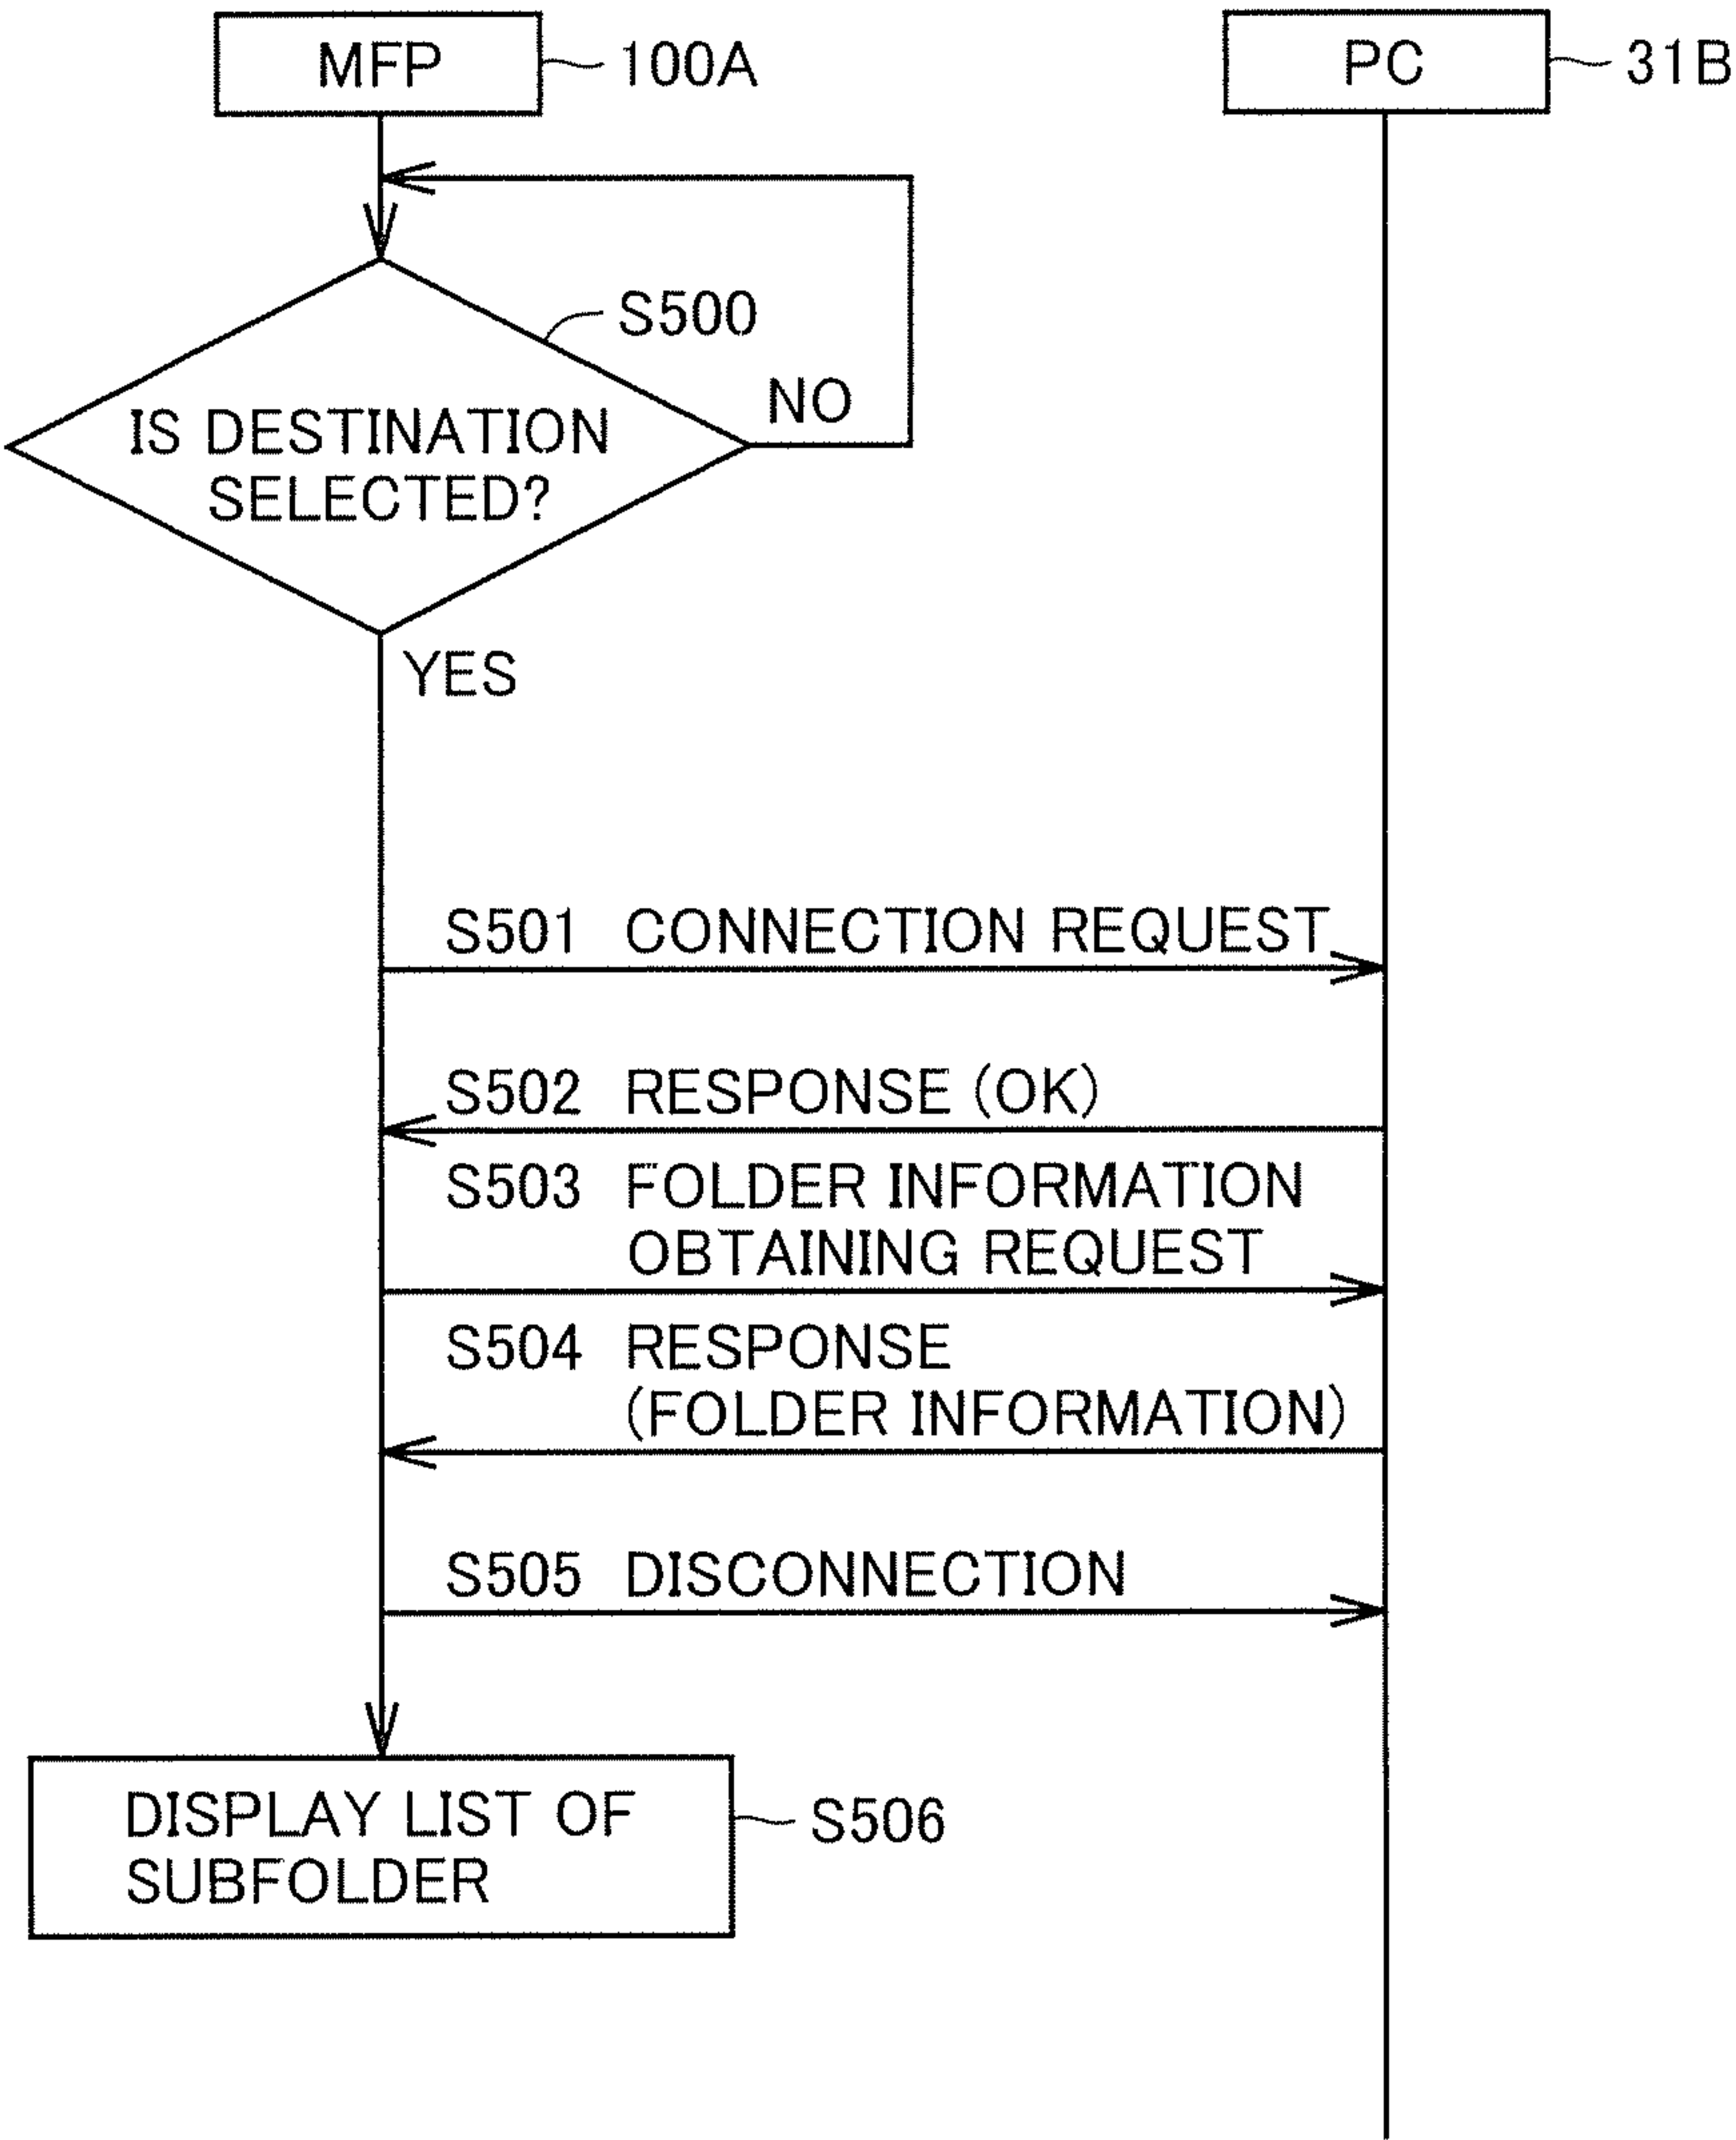 MFP 100A PC 31B
S500
NO
IS DESTINATION
SELECTED?
YES
S501 CONNECTION REQUEST
S502 RESPONSE (OK)
S503 FOLDER INFORMATION
OBTAINING REQUEST
S504 RESPONSE
(FOLDER INFORMATION)
S505 DISCONNECTION
DISPLAY LIST OF
SUBFOLDER
S506